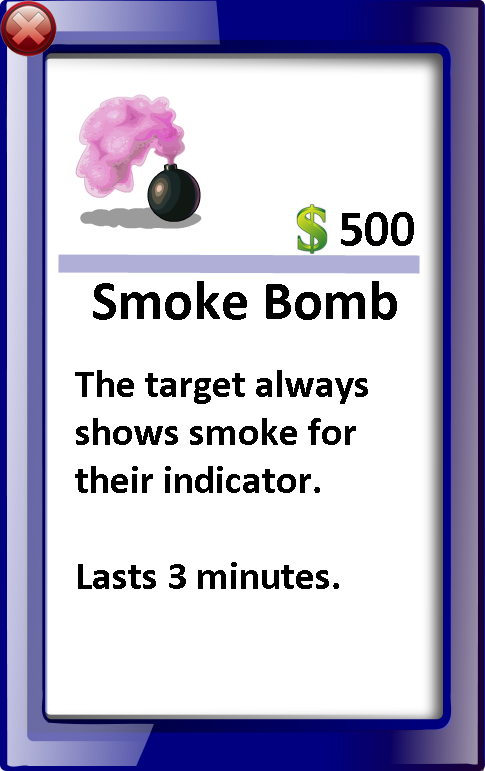 $ 500
Smoke Bomb
The target always
shows smoke for
their indicator.
Lasts 3 minutes.